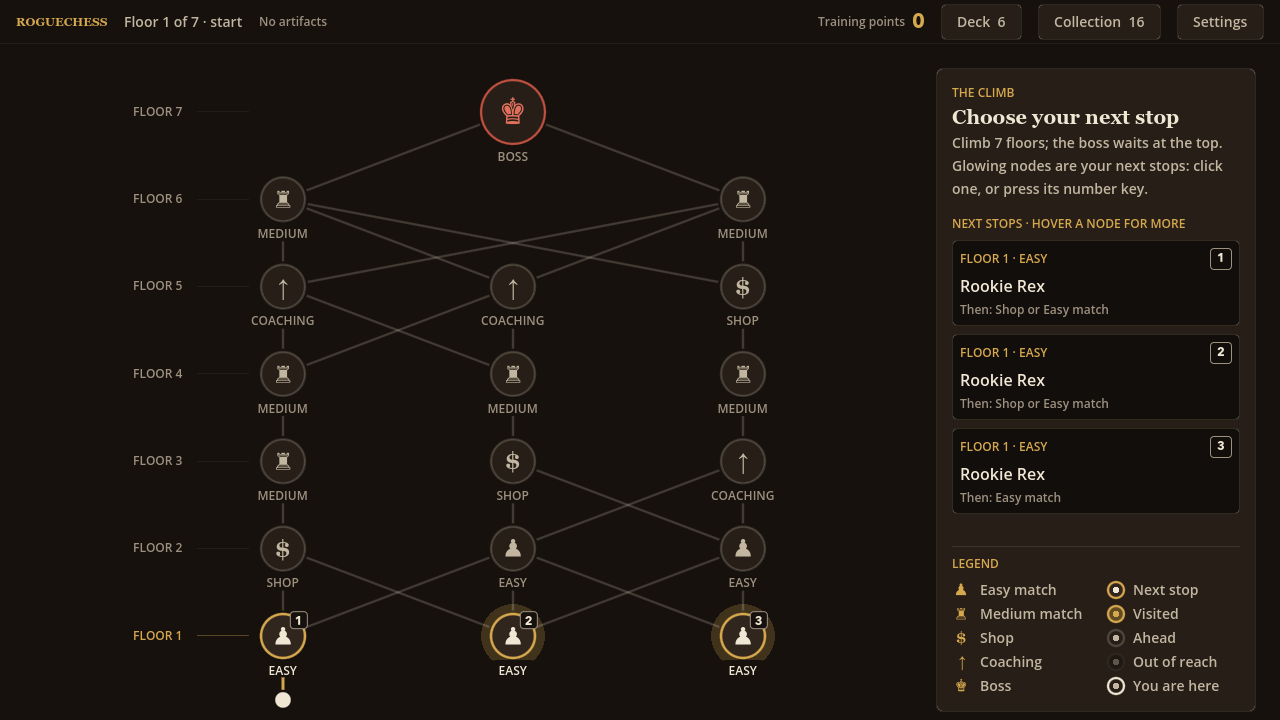 ROGUECHESS Floor 1 of 7 · start No artifacts Training points 0 Deck 6 Collection 16 Settings
FLOOR 7
BOSS
FLOOR 6
MEDIUM MEDIUM
FLOOR 5
COACHING COACHING SHOP
FLOOR 4
MEDIUM MEDIUM MEDIUM
FLOOR 3
MEDIUM SHOP COACHING
FLOOR 2
SHOP EASY EASY
FLOOR 1 1 2 3
EASY EASY EASY
THE CLIMB
Choose your next stop
Climb 7 floors; the boss waits at the top.
Glowing nodes are your next stops: click
one, or press its number key.
NEXT STOPS · HOVER A NODE FOR MORE
FLOOR 1 · EASY 1
Rookie Rex
Then: Shop or Easy match
FLOOR 1 · EASY 2
Rookie Rex
Then: Shop or Easy match
FLOOR 1 · EASY 3
Rookie Rex
Then: Easy match
LEGEND
Easy match Next stop
Medium match Visited
$ Shop Ahead
↑ Coaching Out of reach
Boss You are here